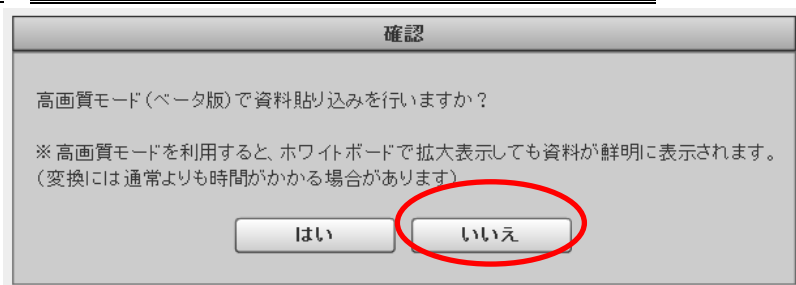 確認
高画質モード(ベータ版)で資料貼り込みを行いますか?
※高画質モードを利用すると、ホワイトボードで拡大表示しても資料が鮮明に表示されます。
(変換には通常よりも時間がかかる場合があります)
はい いいえ